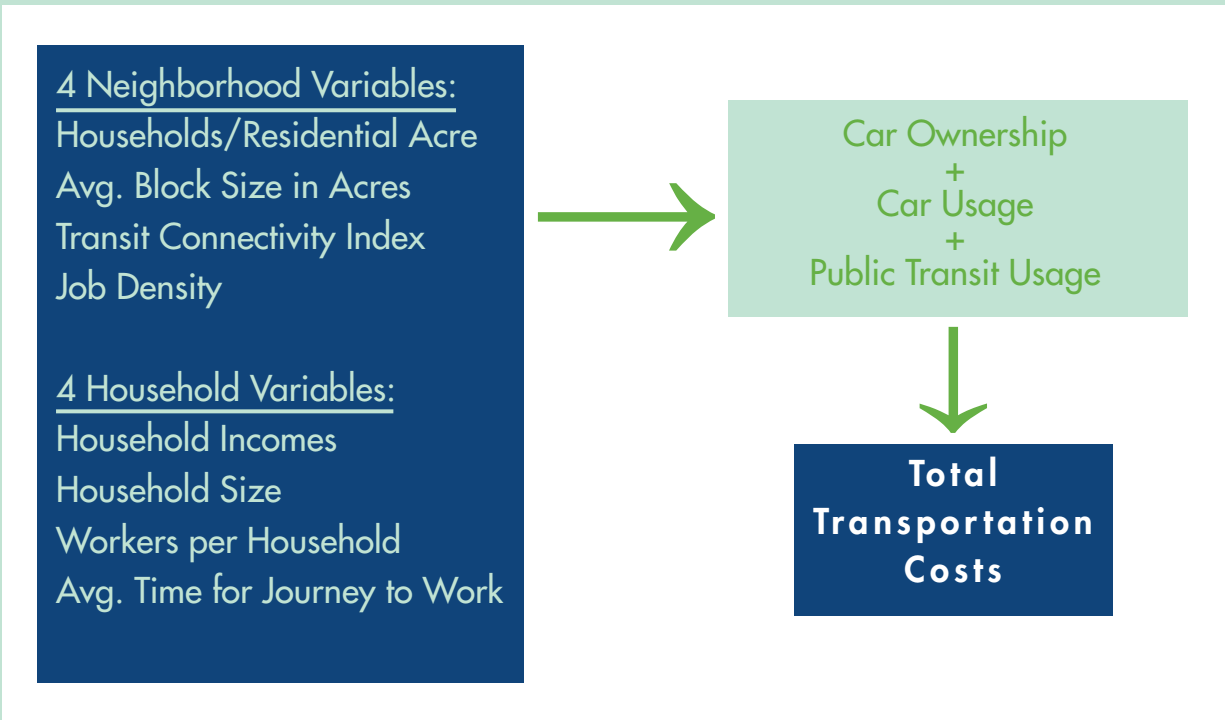 4 Neighborhood Variables:
Households/Residential Acre
Avg. Block Size in Acres
Transit Connectivity Index
Job Density
4 Household Variables:
Household Incomes
Household Size
Workers per Household
Avg. Time for Journey to Work
Car Ownership
+
Car Usage
+
Public Transit Usage
Total
Transportation
Costs